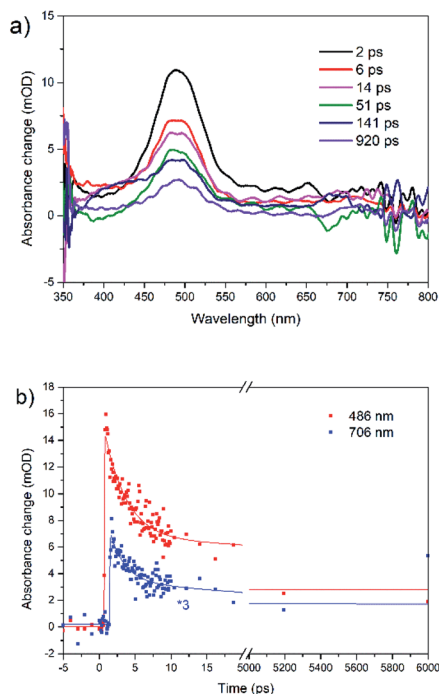 a)
15
10
5
0
-5
Absorbance change (mOD)
2 ps
6 ps
14 ps
51 ps
141 ps
920 ps
350 400 450 500 550 600 650 700 750 800
Wavelength (nm)
b)
18
16
14
12
10
8
6
4
2
0
-2
Absorbance change (mOD)
486 nm
706 nm
*3
-5 0 5 10 15 5000 5200 5400 5600 5800 6000
Time (ps)